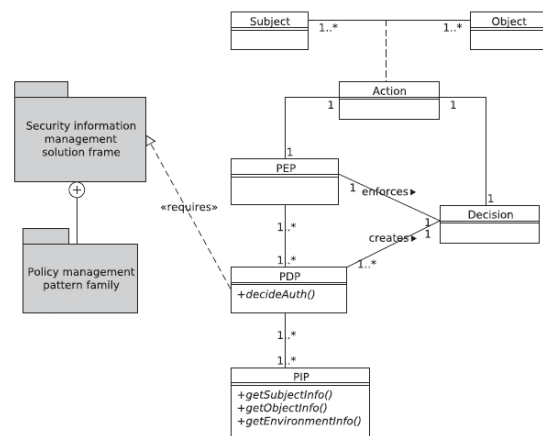 Subject
Object
1..*
1..*
Action
1
1
Security information
management
solution frame
1
PEP
enforces▸
1
1
Decision
«requires»
1..*
1
creates▸
1
Policy management
pattern family
1..*
PDP
1..*
+decideAuth()
1..*
1..*
PIP
+getSubjectInfo()
+getObjectInfo()
+getEnvironmentInfo()